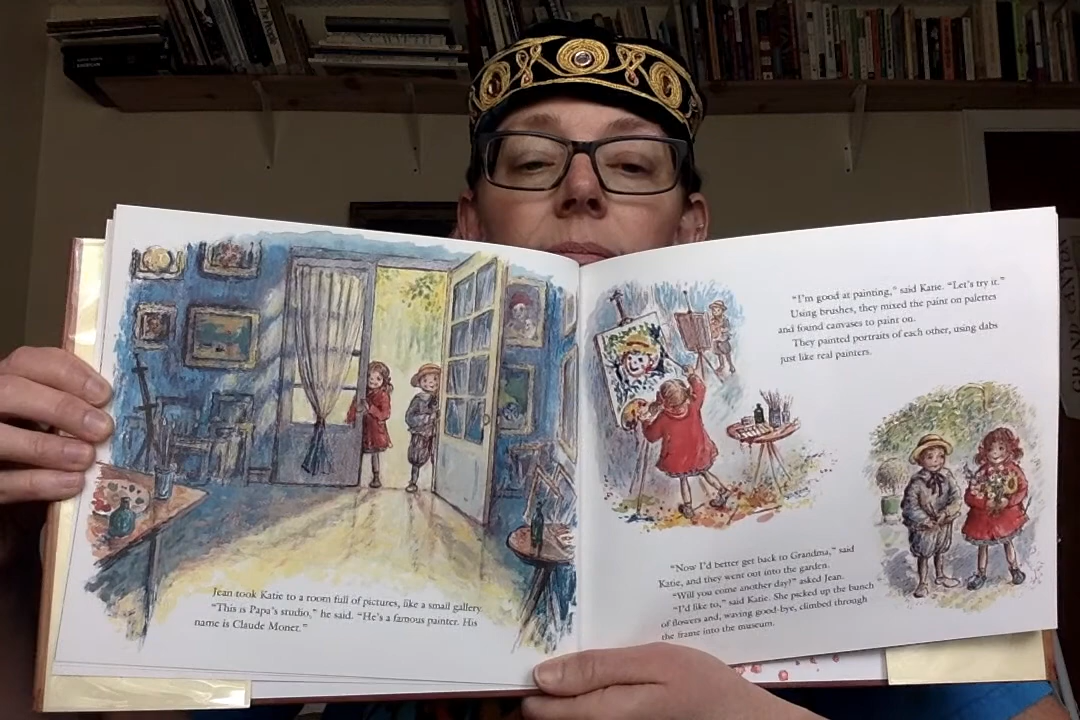 Jean took Katie to a room full of pictures, like a small gallery.
"This is Papa's studio," he said. "He's a famous painter. His
name is Claude Monet."
"I'm good at painting," said Katie. "Let's try it."
Using brushes, they mixed the paint on palettes
and found canvases to paint on.
They painted portraits of each other, using dabs
just like real painters.
"Now I'd better get back to Grandma," said
Katie, and they went out into the garden.
"Will you come another day?" asked Jean.
"I'd like to," said Katie. She picked up the bunch
of flowers and, waving good-bye, climbed through
the frame into the museum.
GRAND CANYON